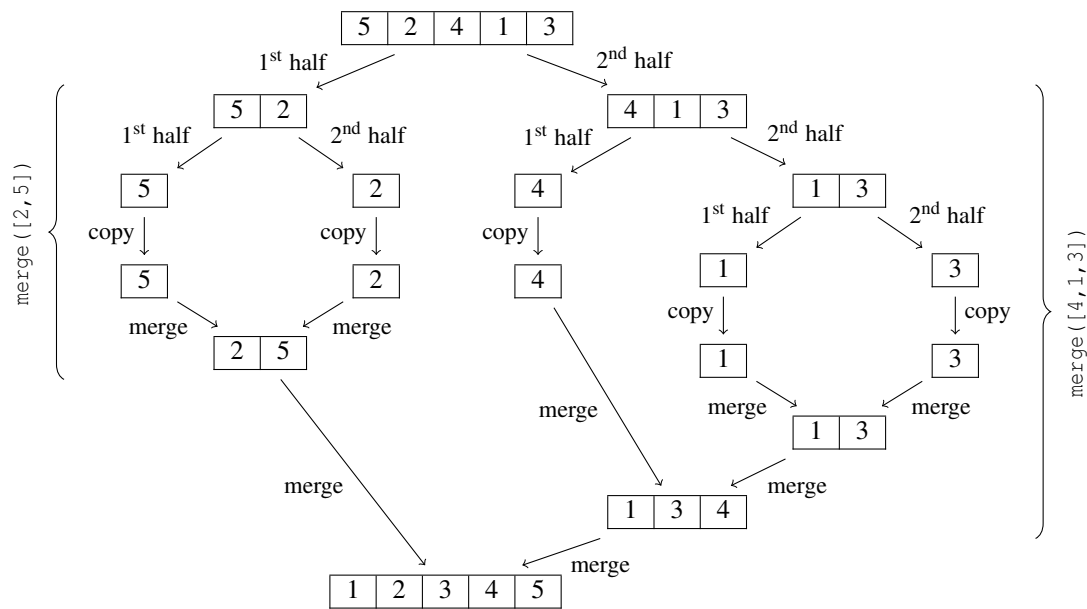 5 2 4 1 3
1st half 2nd half
5 2 4 1 3
1st half 2nd half 1st half 2nd half
5 2 4 1 3
copy copy copy 1st half 2nd half
5 2 4 1 3
merge merge copy copy
2 5 1 3
merge merge merge
1 3
merge merge
1 3 4
merge
1 2 3 4 5
merge([2,5])
merge([4,1,3])